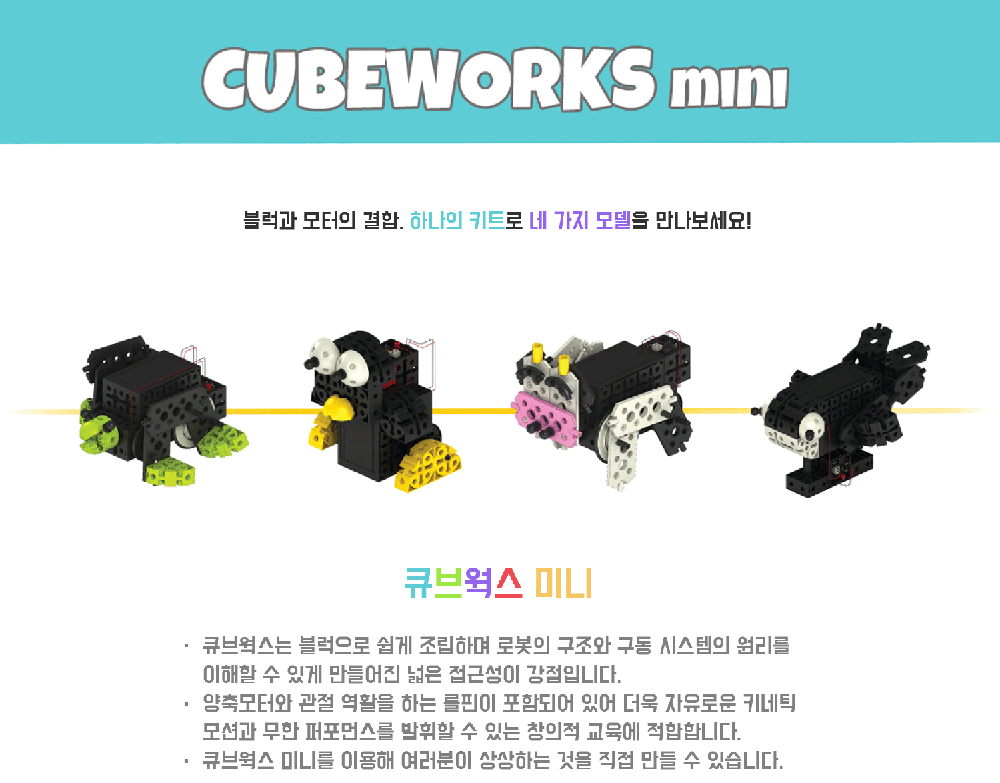 CUBEWORKS mini
블럭과 모터의 결합. 하나의 키트로 네 가지 모델을 만나보세요!
큐브웍스 미니
· 큐브웍스는 블럭으로 쉽게 조립하며 로봇의 구조와 구동 시스템의 원리를
이해할 수 있게 만들어진 넓은 접근성이 강점입니다.
· 양축모터와 관절 역활을 하는 롤핀이 포함되어 있어 더욱 자유로운 키네틱
모션과 무한 퍼포먼스를 발휘할 수 있는 창의적 교육에 적합합니다.
· 큐브웍스 미니를 이용해 여러분이 상상하는 것을 직접 만들 수 있습니다.